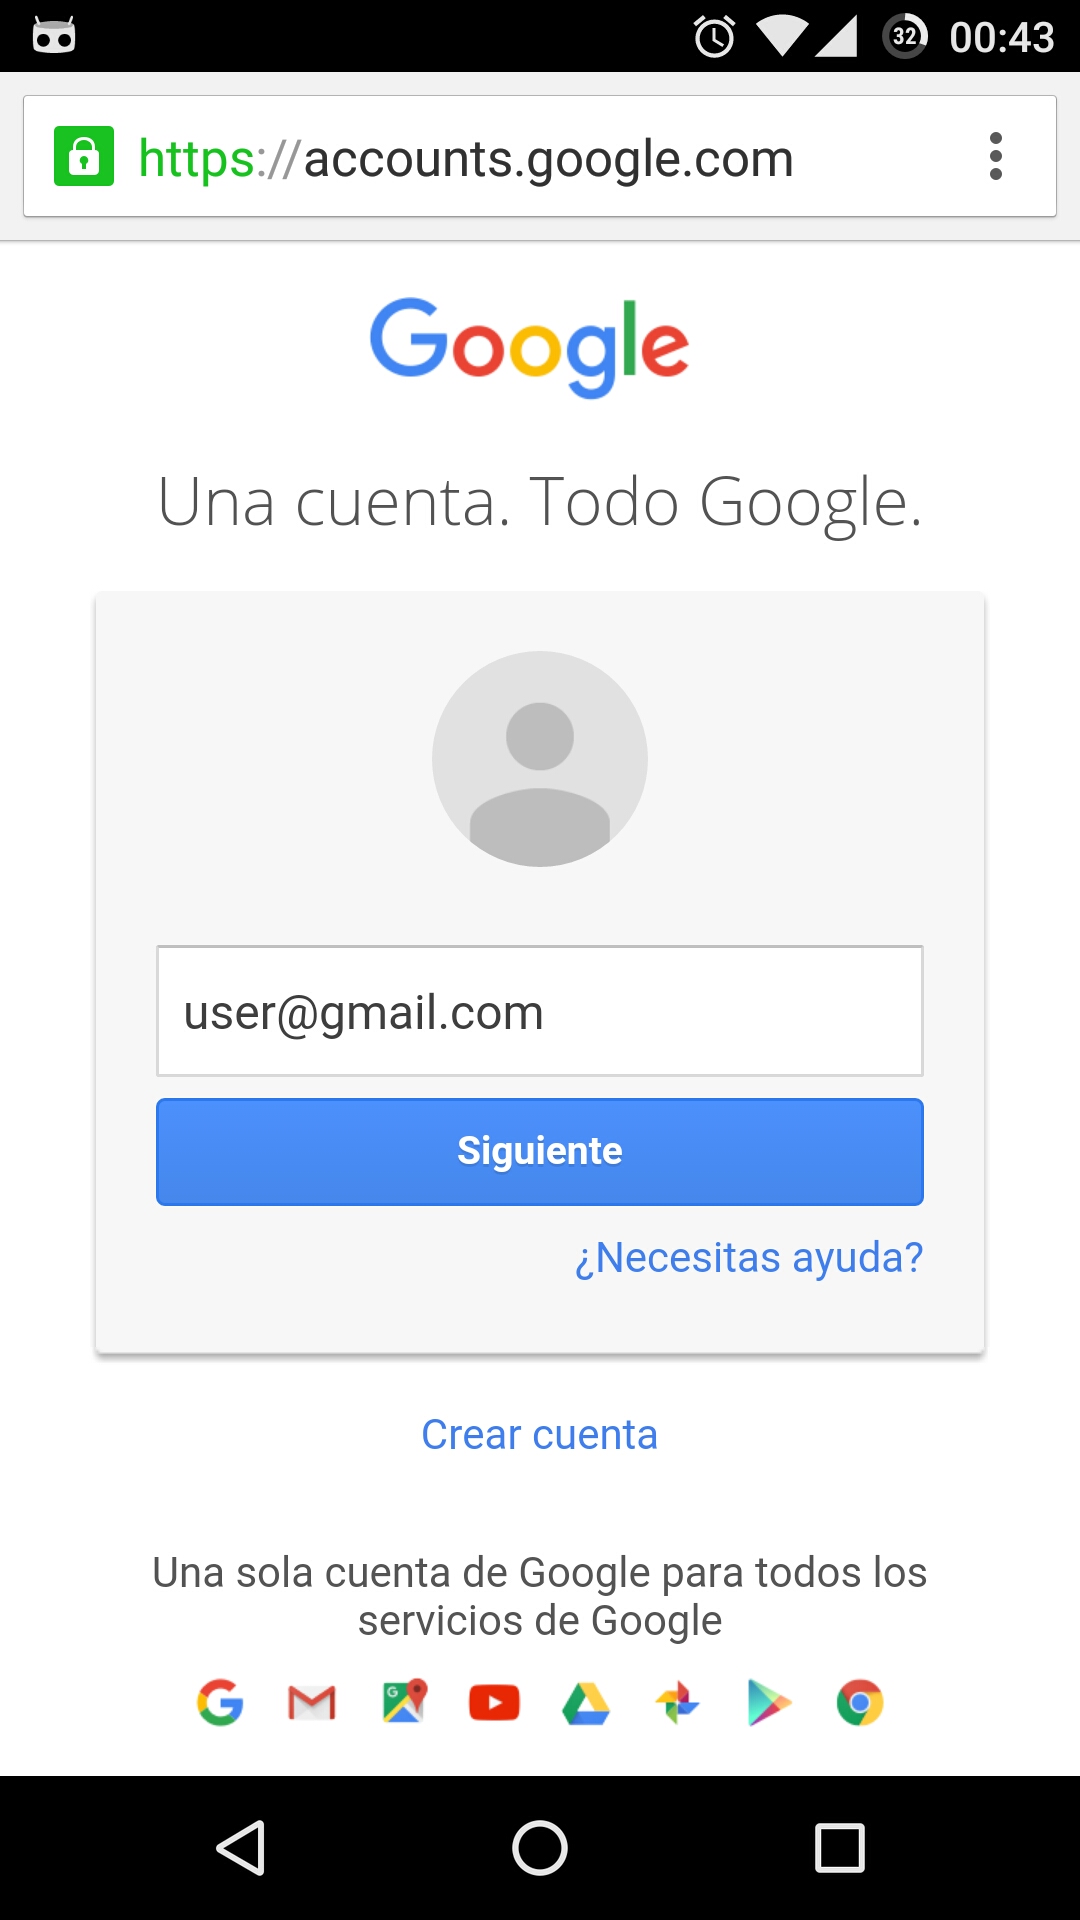 32 00:43
https://accounts.google.com
Google
Una cuenta. Todo Google.
user@gmail.com
Siguiente
¿Necesitas ayuda?
Crear cuenta
Una sola cuenta de Google para todos los
servicios de Google